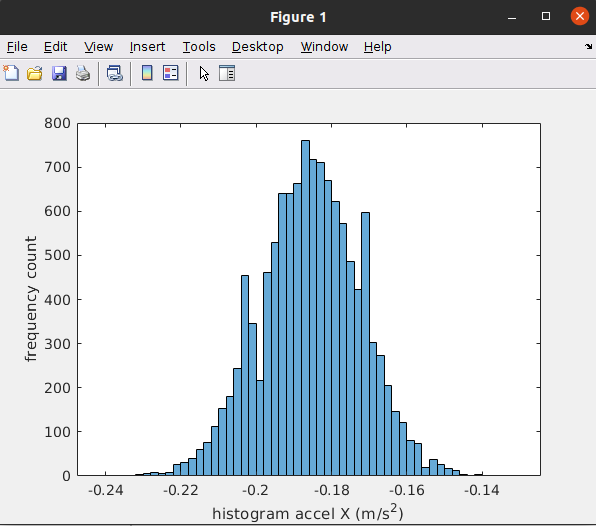 Figure 1
File Edit View Insert Tools Desktop Window Help
800
700
600
500
400
300
200
100
0
frequency count
-0.24 -0.22 -0.2 -0.18 -0.16 -0.14
histogram accel X (m/s²)